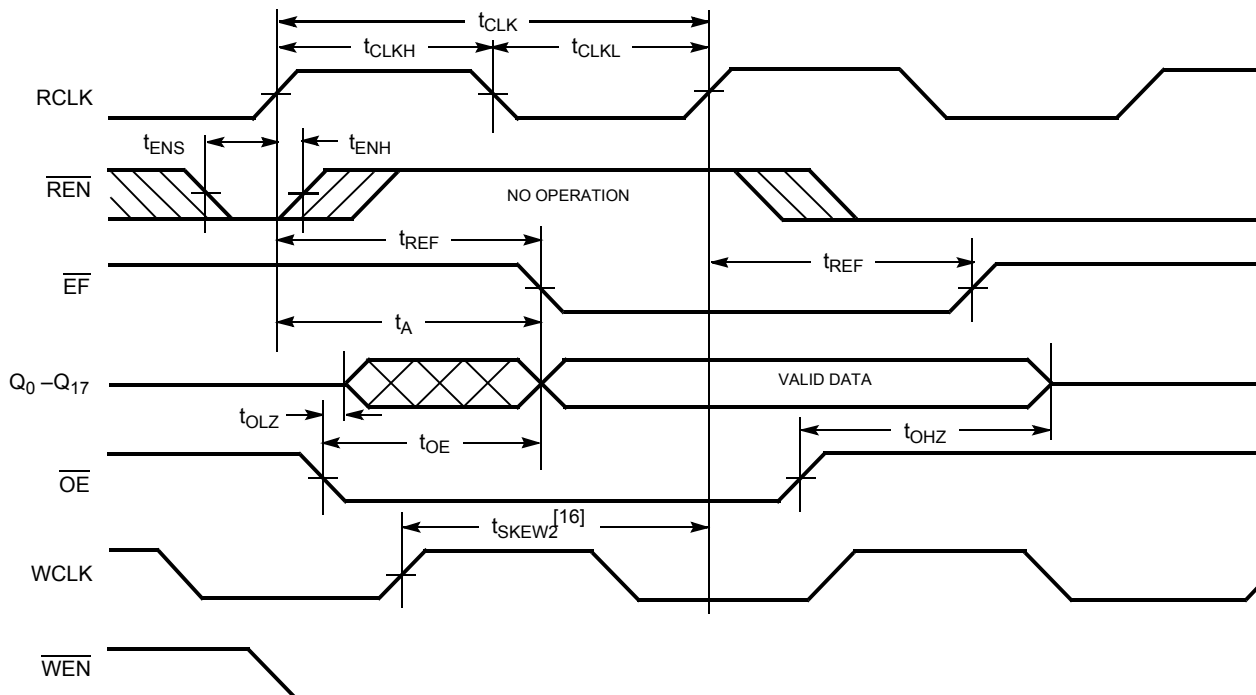 tCLK
tCLKH
tCLKL
RCLK
tENS
tENH
REN
NO OPERATION
tREF
tREF
EF
tA
Q0 –Q17
VALID DATA
tOLZ
tOE
tOHZ
OE
tSKEW2[16]
WCLK
WEN